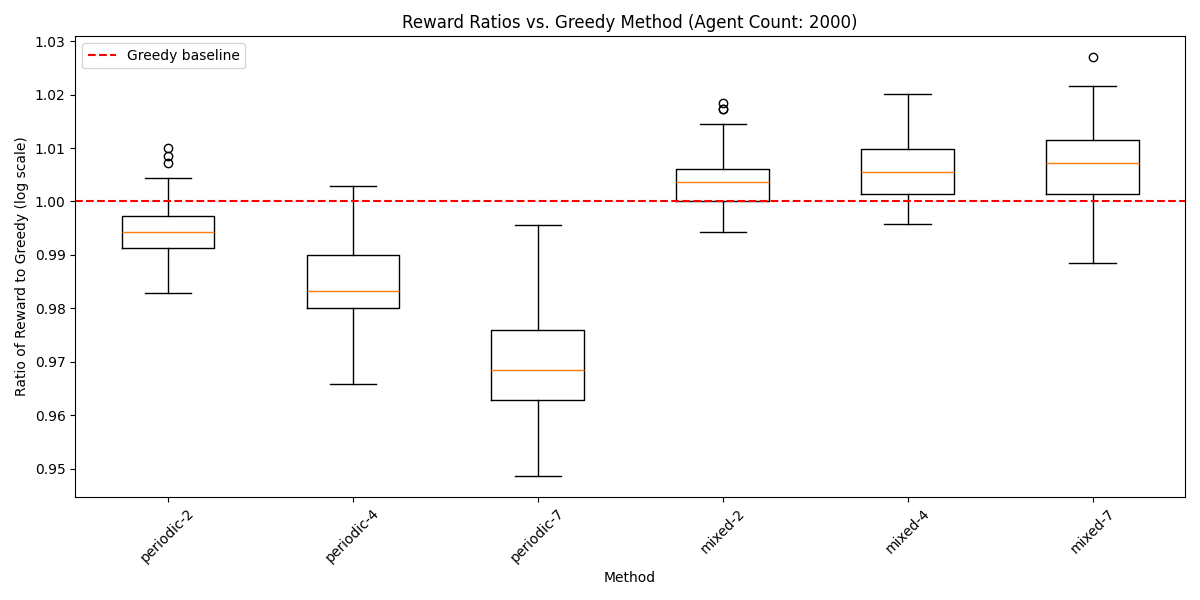 Reward Ratios vs. Greedy Method (Agent Count: 2000)
Greedy baseline
Ratio of Reward to Greedy (log scale)
1.03
1.02
1.01
1.00
0.99
0.98
0.97
0.96
0.95
periodic-2
periodic-4
periodic-7
mixed-2
mixed-4
mixed-7
Method